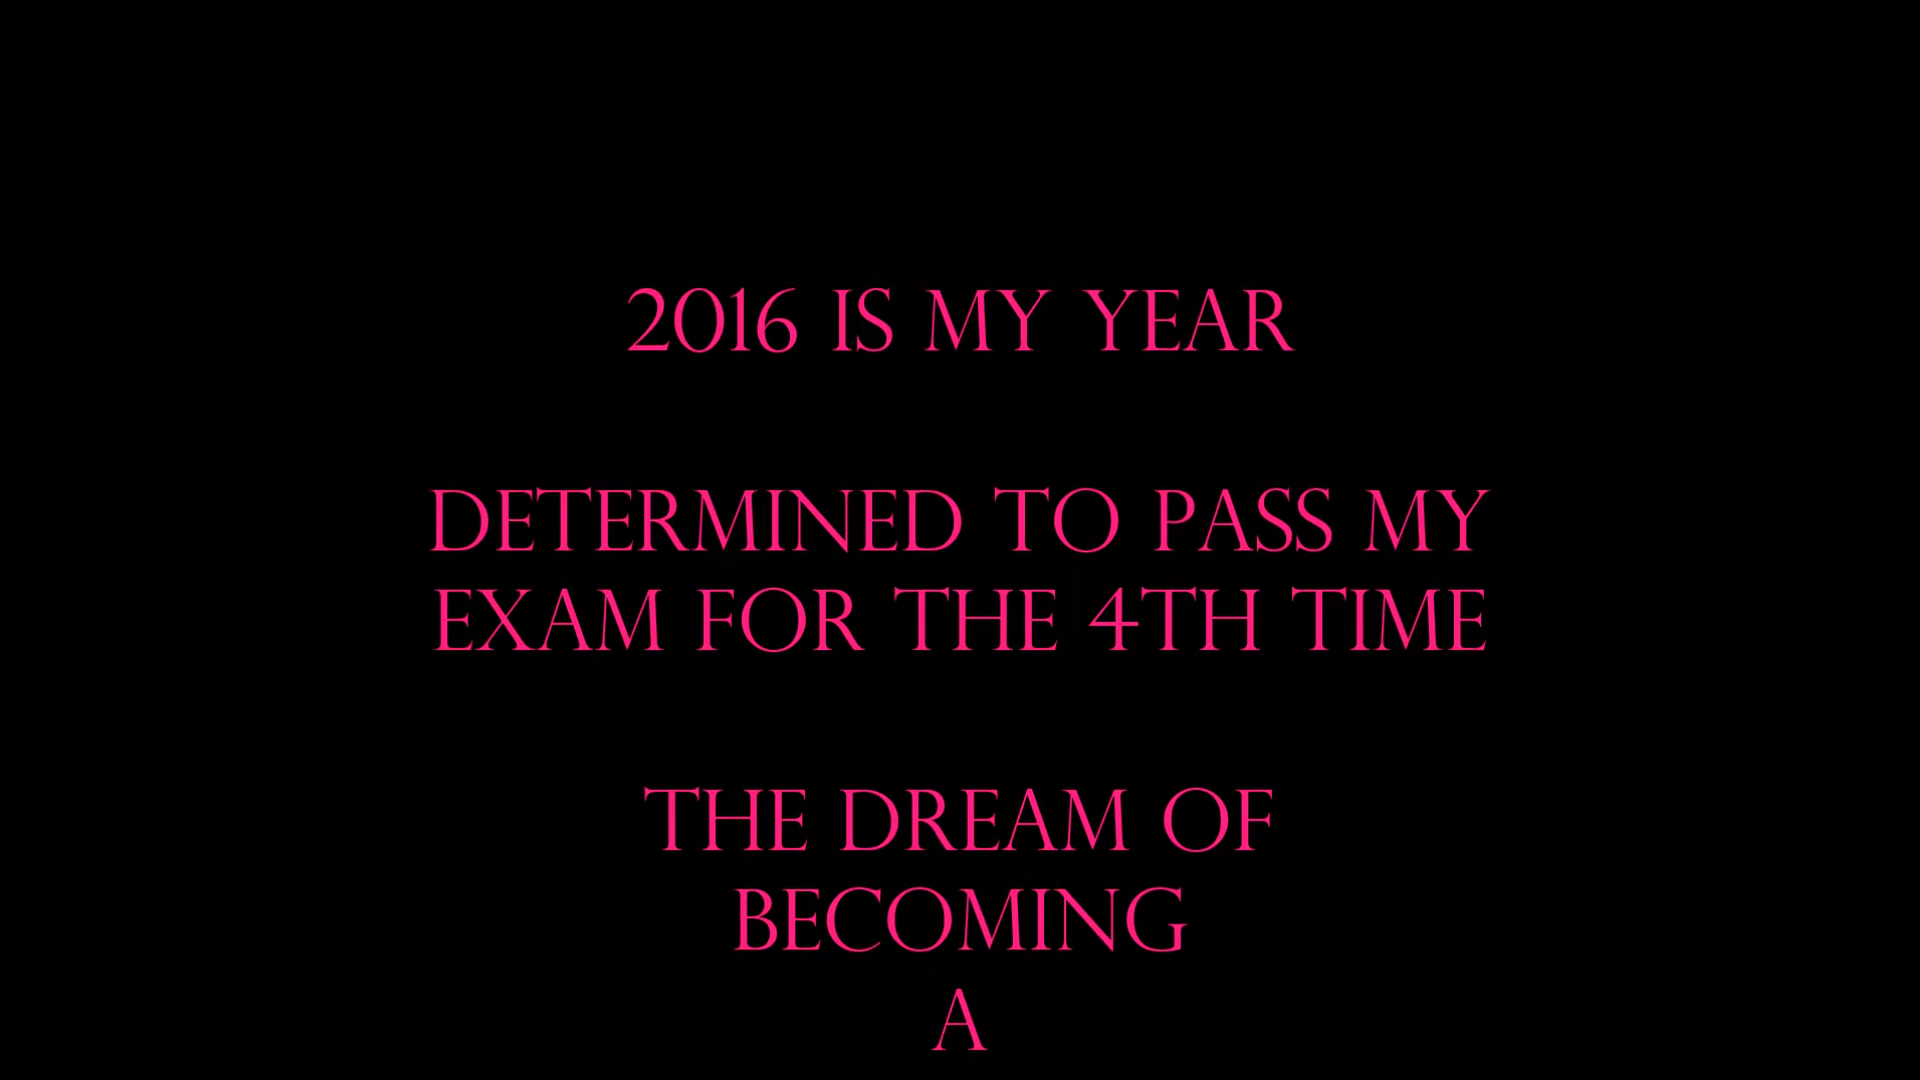 2016 IS MY YEAR
DETERMINED TO PASS MY
EXAM FOR THE 4TH TIME
THE DREAM OF
BECOMING
A